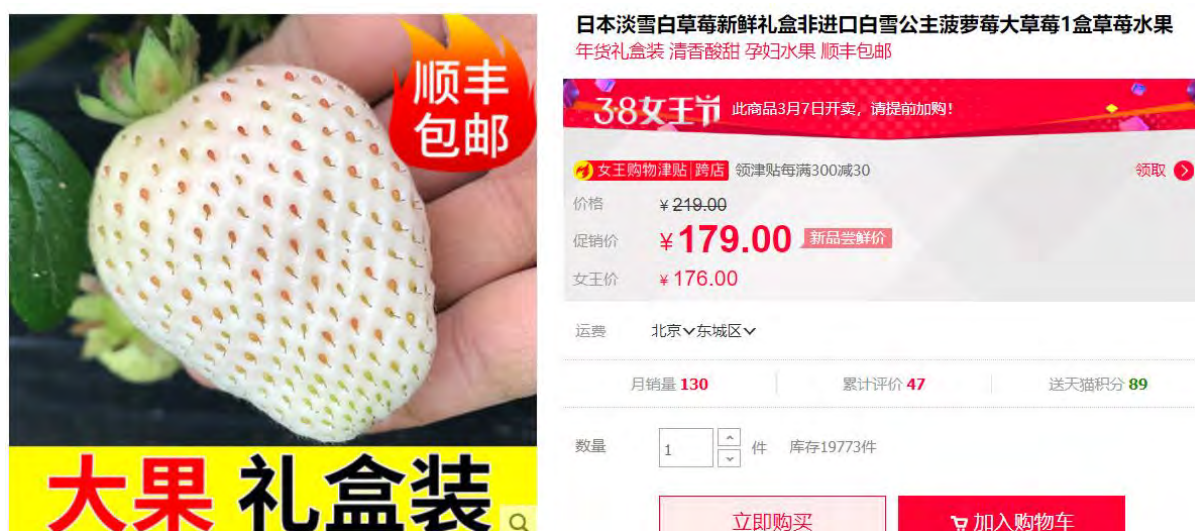 顺丰
包邮
大果 礼盒装
日本淡雪白草莓新鲜礼盒非进口白雪公主菠萝莓大草莓1盒草莓水果
年货礼盒装 清香酸甜 孕妇水果 顺丰包邮
3.8女王节 此商品3月7日开卖，请提前加购！
女王购物津贴 跨店 领津贴每满300减30 领取
价格 ¥219.00
促销价 ¥179.00 新品尝鲜价
女王价 ¥176.00
运费 北京 东城区
月销量 130 累计评价 47 送天猫积分 89
数量 1 件 库存19773件
立即购买 加入购物车